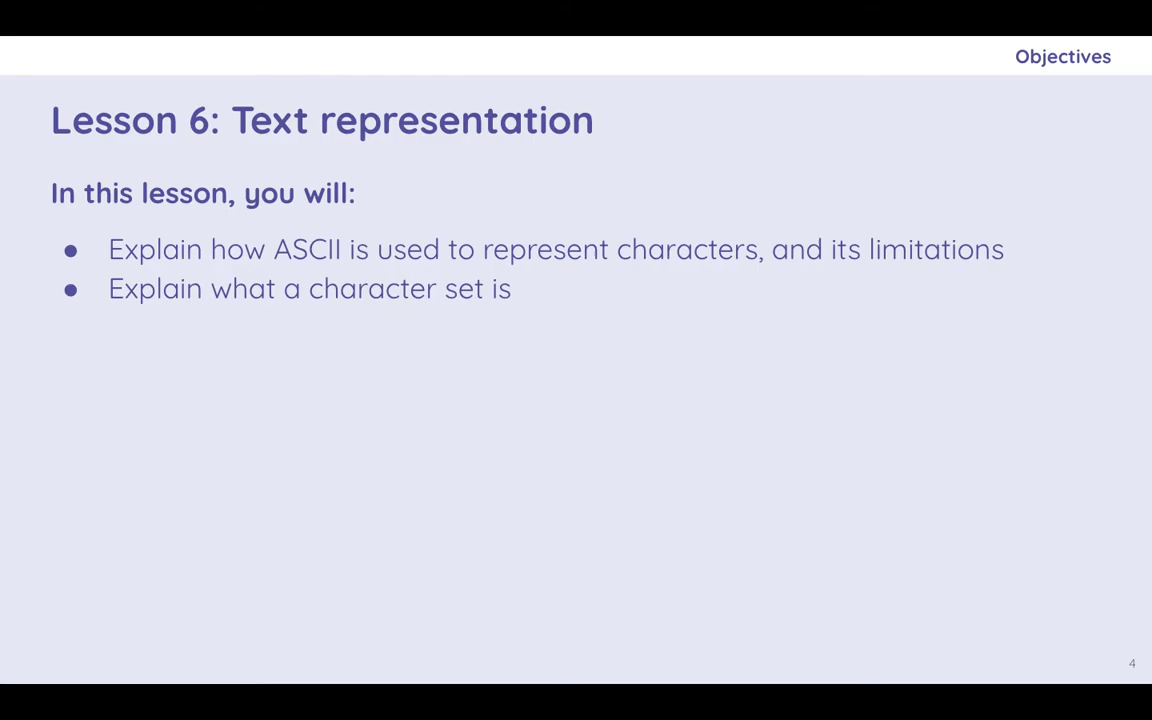 Objectives
Lesson 6: Text representation
In this lesson, you will:
● Explain how ASCII is used to represent characters, and its limitations
● Explain what a character set is
4